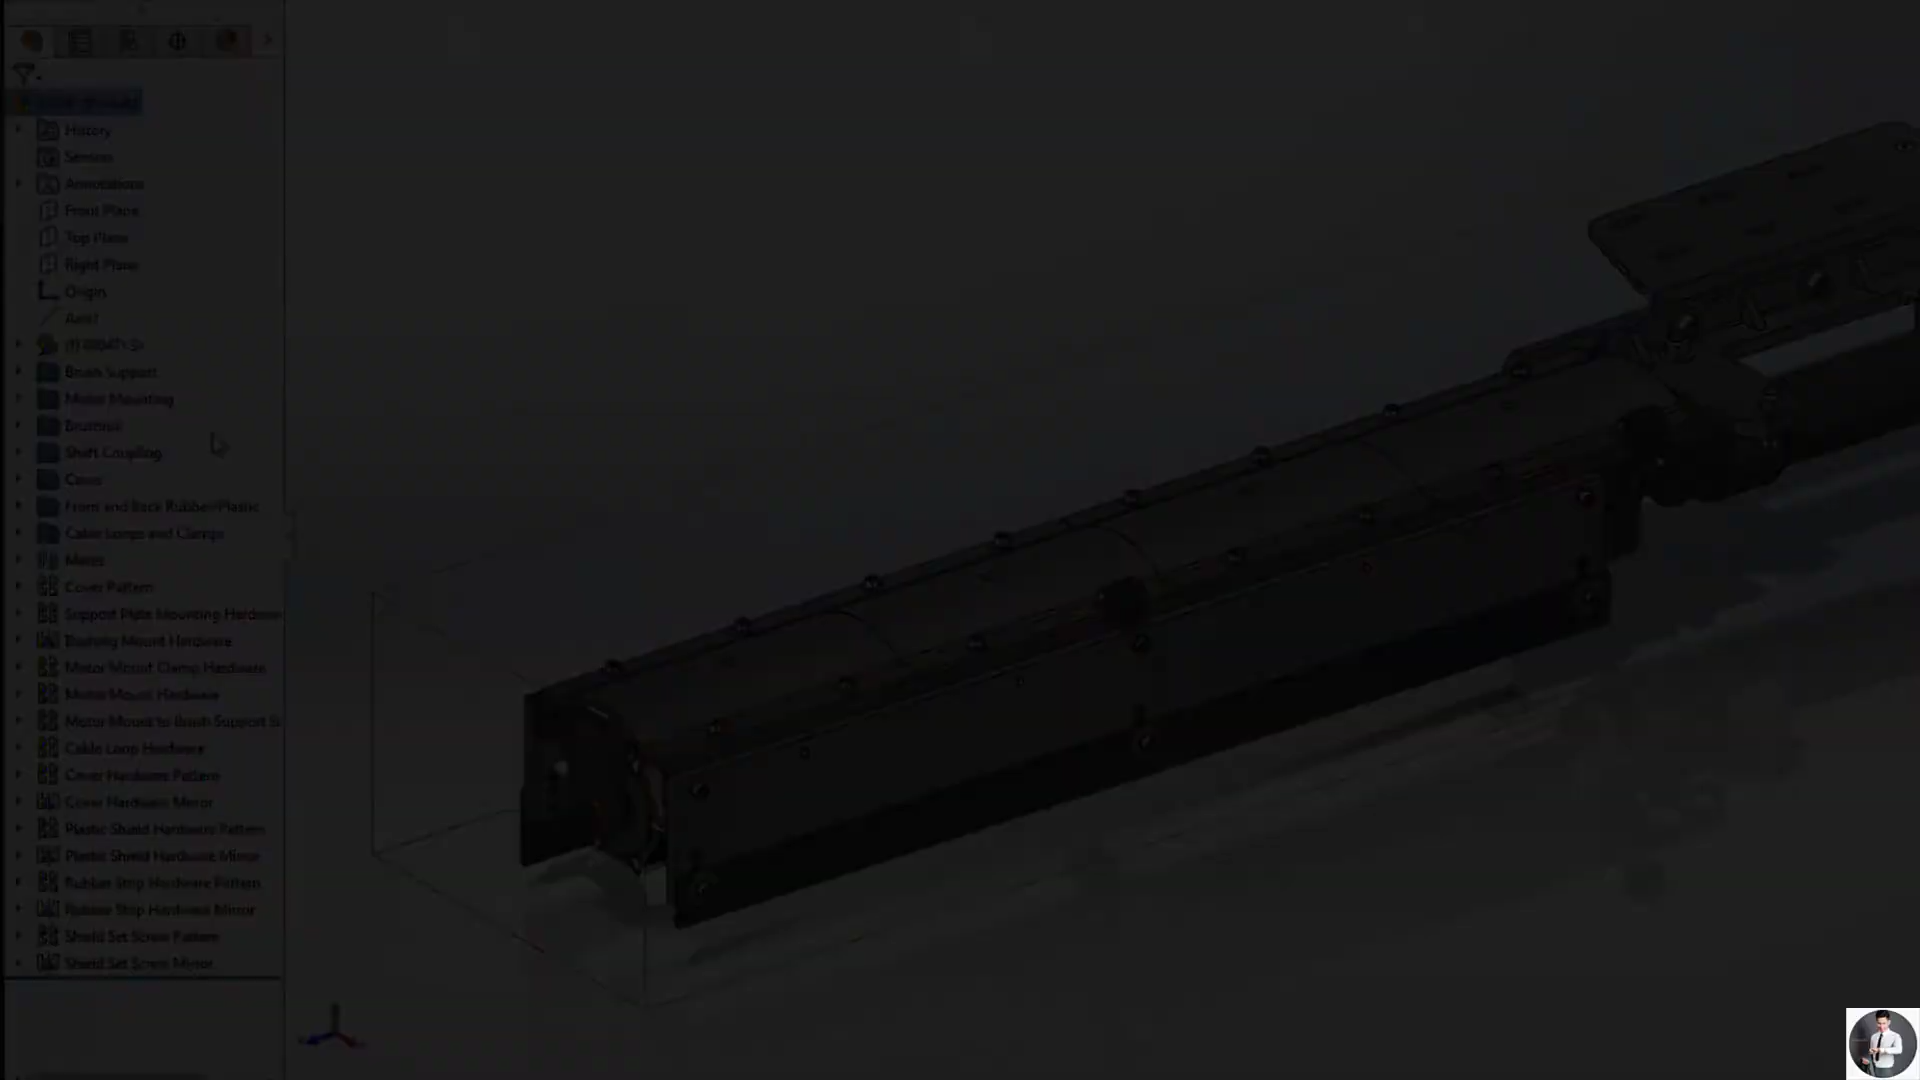 History
Sensors
Annotations
Front Plane
Top Plane
Right Plane
Origin
Axis1
Brush Support
Motor Mounting
Shaft Coupling
Cover
Front and Back Rubber/Plastic
Cable Loops and Clamps
Mates
Cover Pattern
Support Plate Mounting Hardware
Bushing Mount Hardware
Motor Mount Clamp Hardware
Motor Mount Hardware
Motor Mount to Brush Support
Cable Loop Hardware
Cover Hardware Pattern
Cover Hardware Mirror
Plastic Shield Hardware Pattern
Plastic Shield Hardware Mirror
Rubber Strip Hardware Pattern
Rubber Strip Hardware Mirror
Shield Set Screw Pattern
Shield Set Screw Mirror